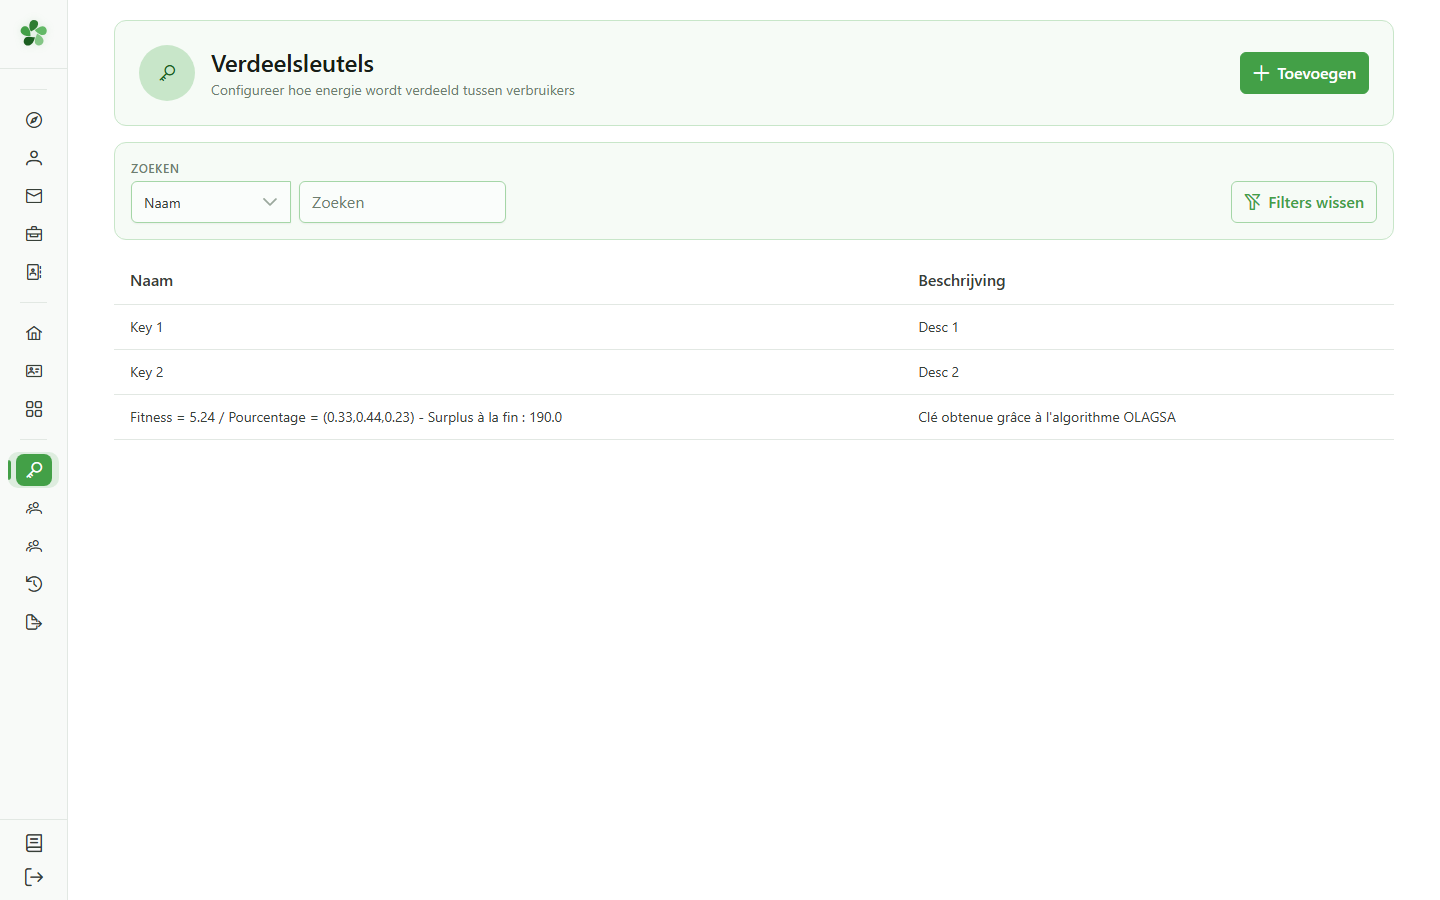 Verdeelsleutels
Configureer hoe energie wordt verdeeld tussen verbruikers
Toevoegen
ZOEKEN
Naam
Zoeken
Filters wissen
Naam Beschrijving
Key 1 Desc 1
Key 2 Desc 2
Fitness = 5.24 / Pourcentage = (0.33,0.44,0.23) - Surplus à la fin : 190.0 Clé obtenue grâce à l'algorithme OLAGSA